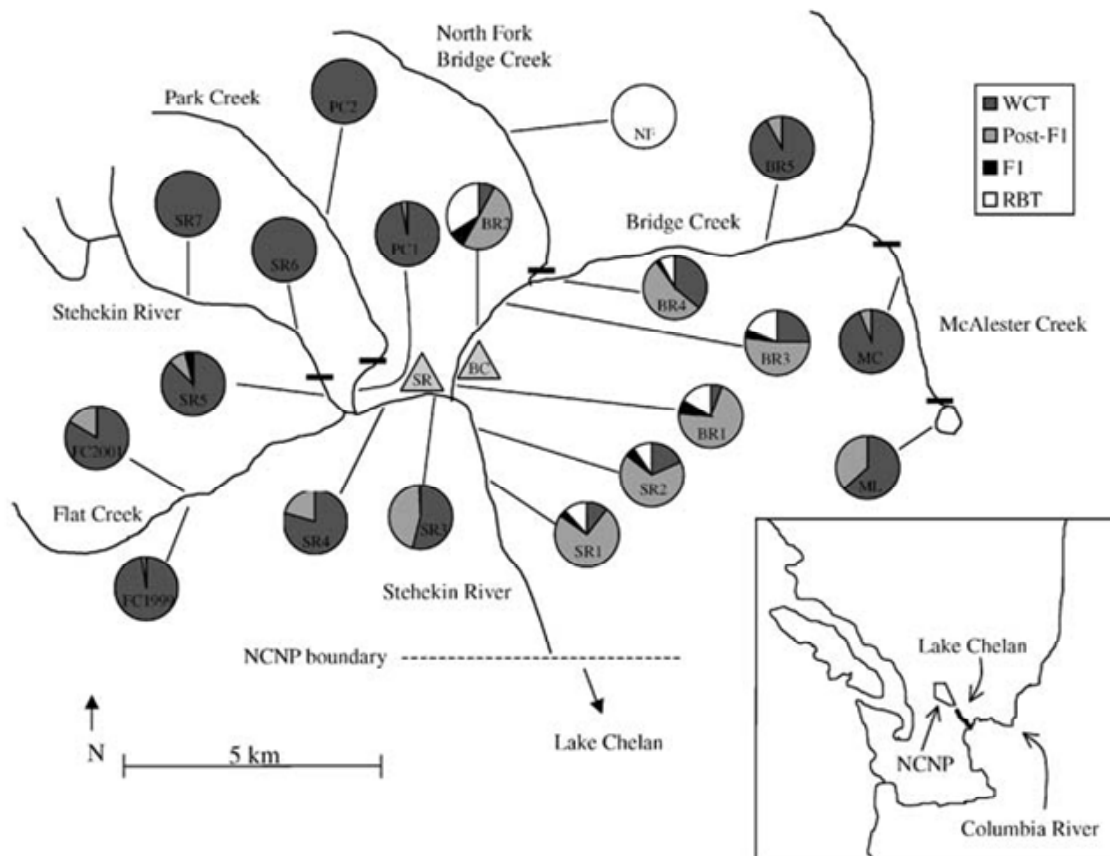 North Fork
Bridge Creek
Park Creek
PC2
NF
WCT
Post-F1
F1
RBT
BR5
SR7
PC1
BR2
SR6
Bridge Creek
BR4
Stehekin River
McAlester Creek
BR3
MC
SR
BC
SR5
BR1
FC2001
SR2
ML
Flat Creek
SR4
SR3
SR1
FC1999
Stehekin River
NCNP boundary
Lake Chelan
N
5 km
Lake Chelan
NCNP
Columbia River